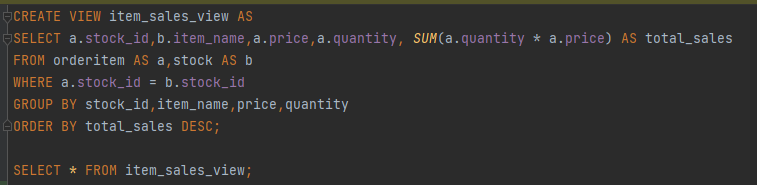 CREATE VIEW item_sales_view AS
SELECT a.stock_id,b.item_name,a.price,a.quantity, SUM(a.quantity * a.price) AS total_sales
FROM orderitem AS a,stock AS b
WHERE a.stock_id = b.stock_id
GROUP BY stock_id,item_name,price,quantity
ORDER BY total_sales DESC;
SELECT * FROM item_sales_view;